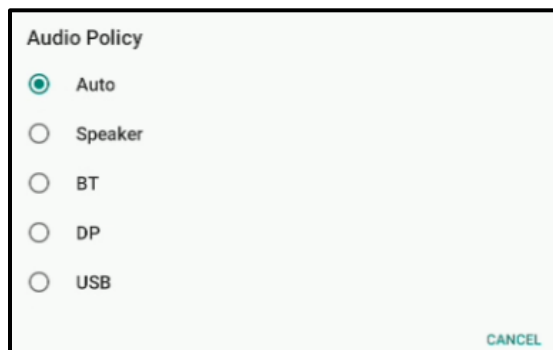 Audio Policy
Auto
Speaker
BT
DP
USB
CANCEL